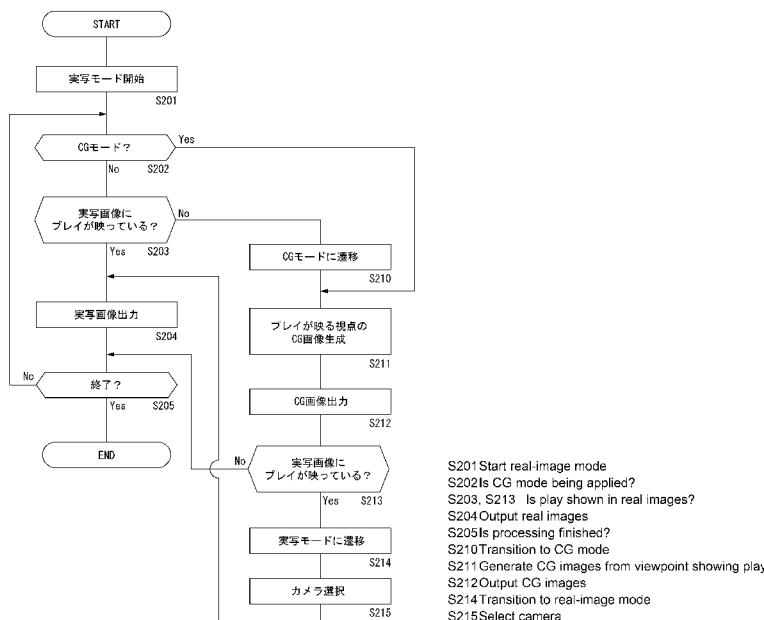 START
実写モード開始
S201
CGモード?
Yes
No
S202
実写画像に
プレイが映っている?
No
Yes
S203
CGモードに遷移
S210
実写画像出力
S204
プレイが映る視点の
CG画像生成
S211
No
終了?
Yes
S205
CG画像出力
S212
END
No
実写画像に
プレイが映っている?
Yes
S213
実写モードに遷移
S214
カメラ選択
S215
S201 Start real-image mode
S202 Is CG mode being applied?
S203, S213 Is play shown in real images?
S204 Output real images
S205 Is processing finished?
S210 Transition to CG mode
S211 Generate CG images from viewpoint showing play
S212 Output CG images
S214 Transition to real-image mode
S215 Select camera